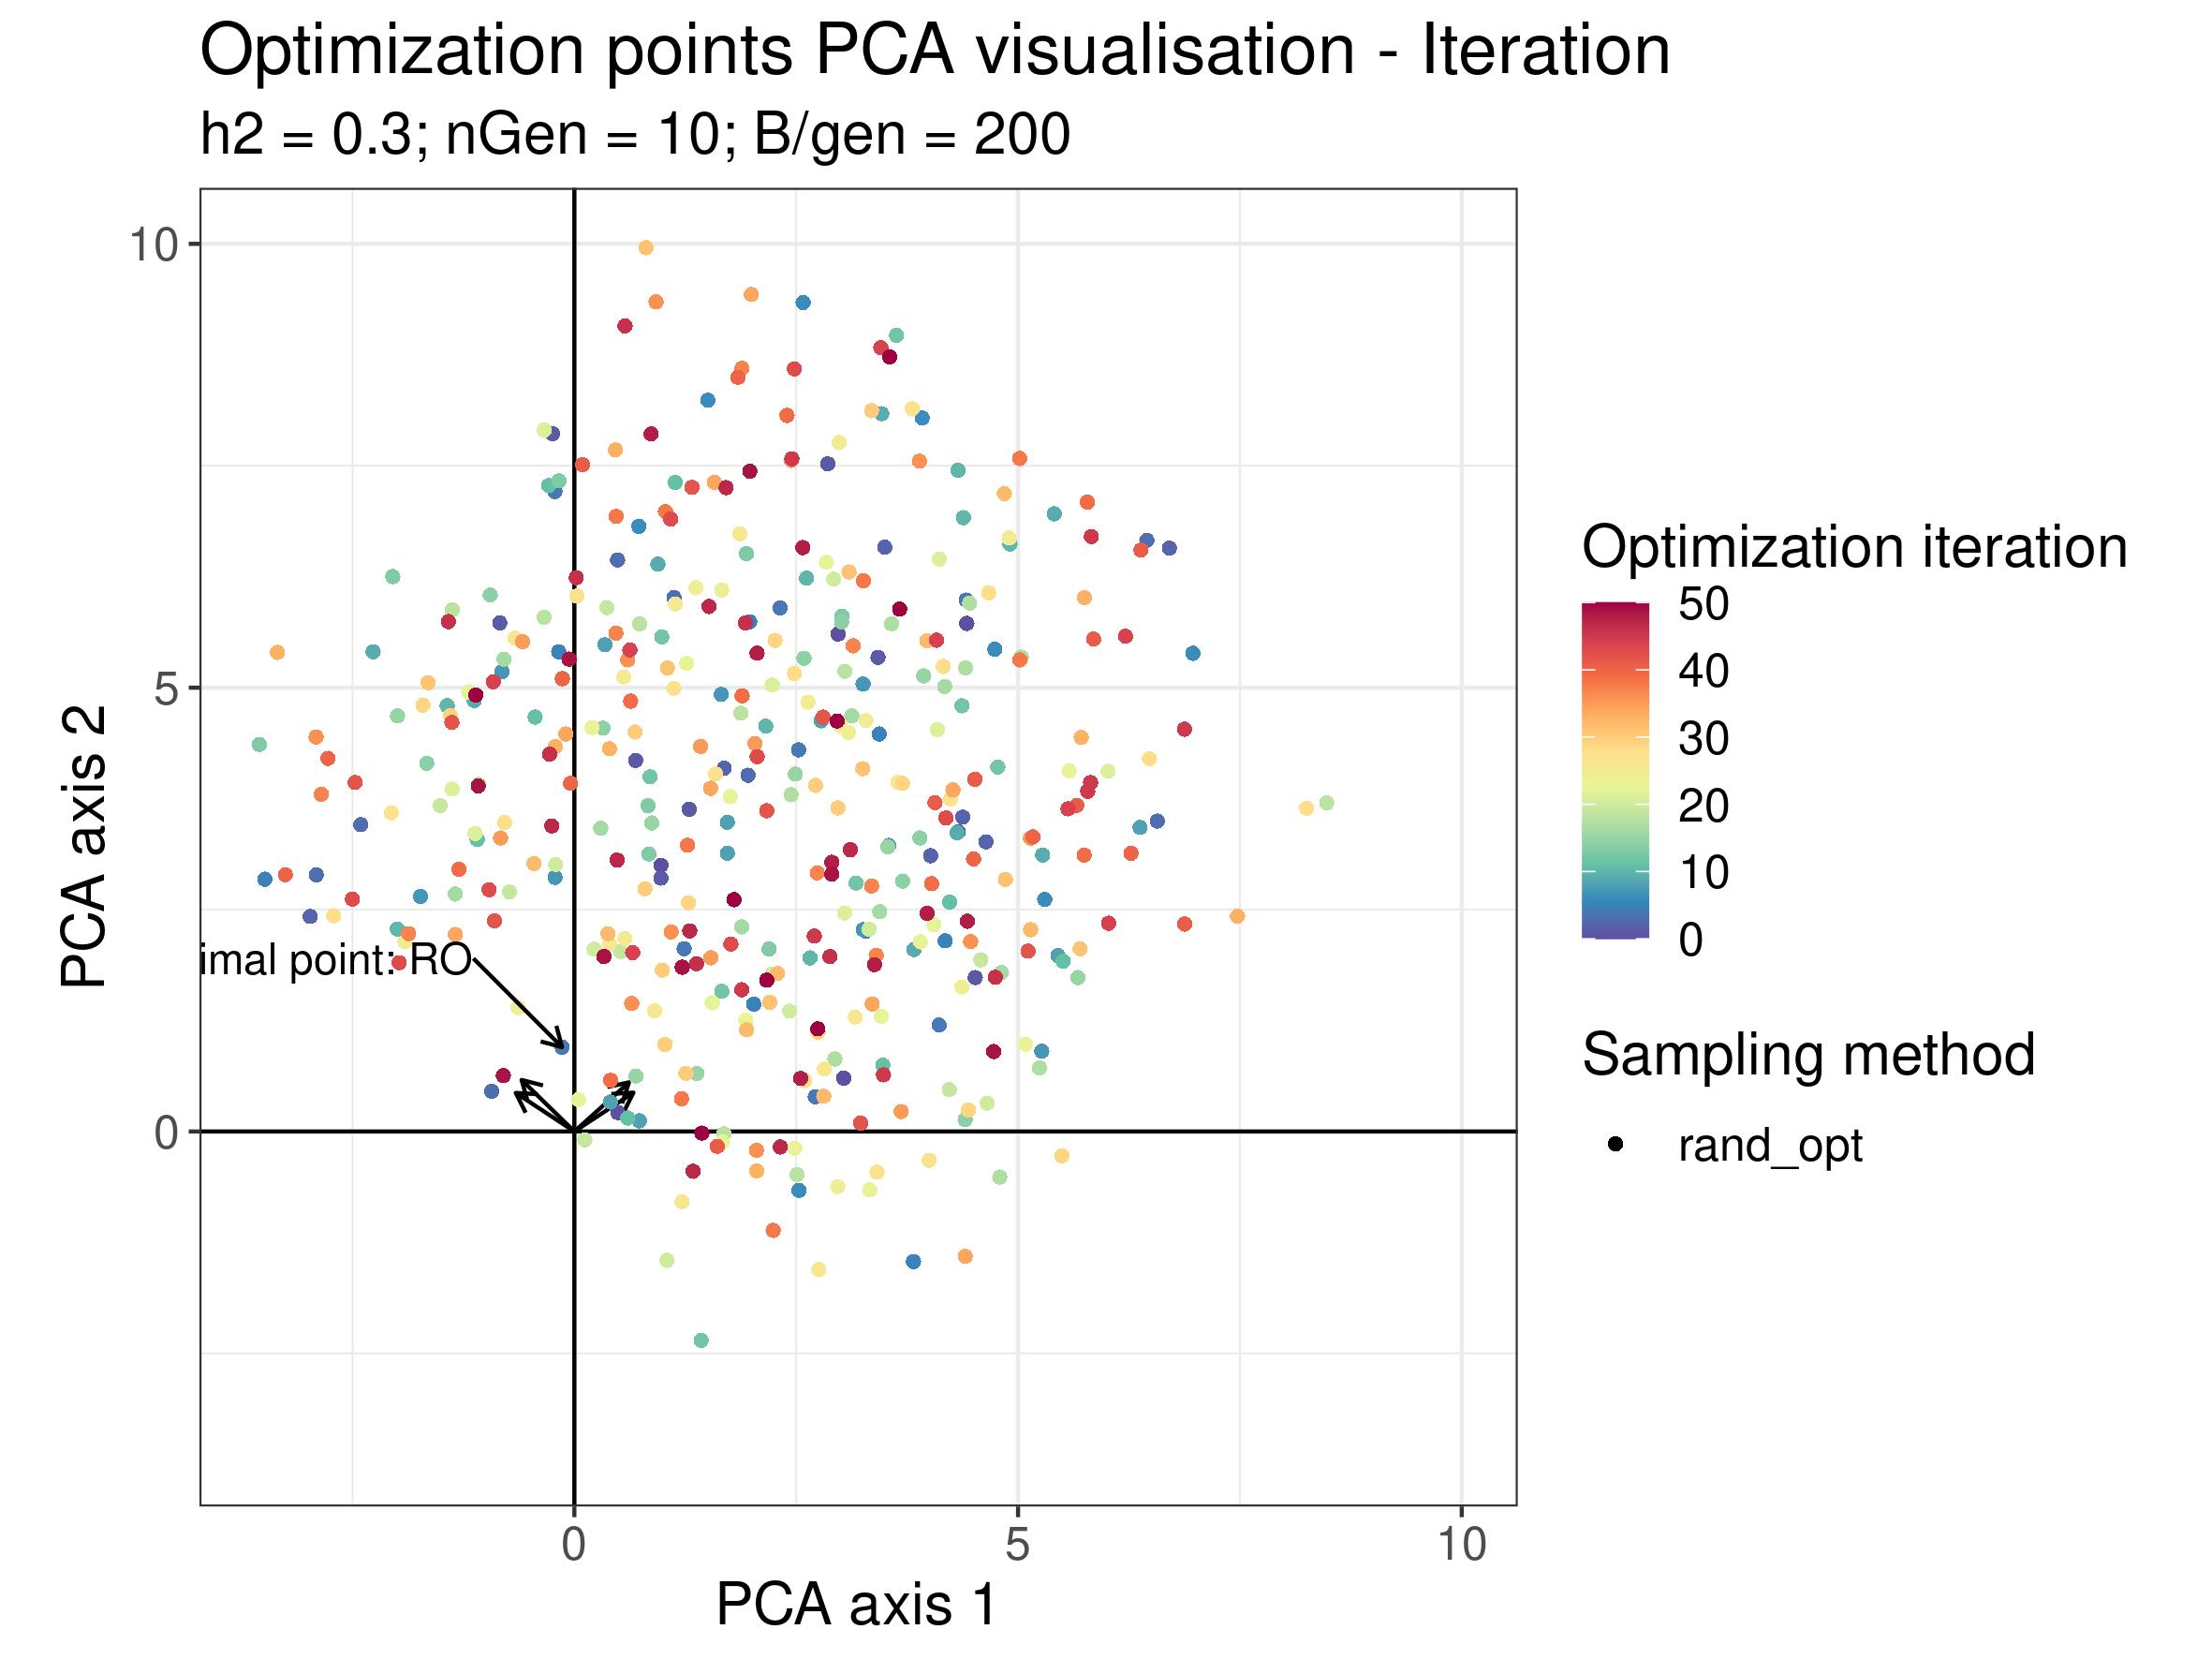 Optimization points PCA visualisation - Iteration
h2 = 0.3; nGen = 10; B/gen = 200
10
5
0
PCA axis 2
imal point: RO
0
5
10
PCA axis 1
Optimization iteration
50
40
30
20
10
0
Sampling method
rand_opt